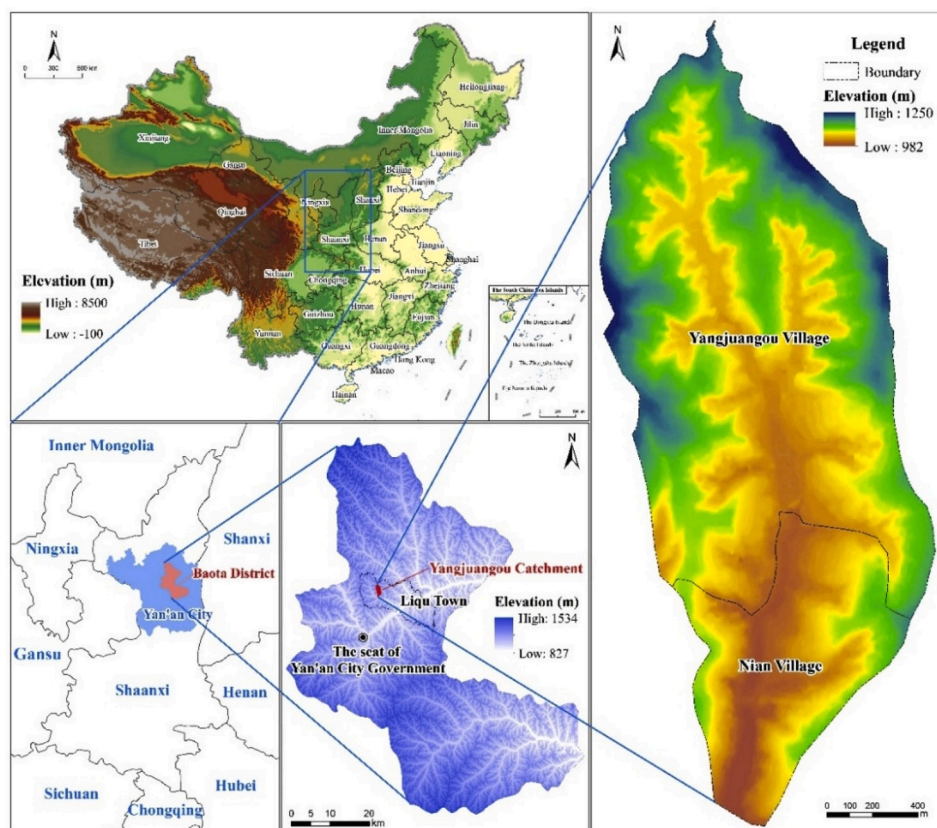 N
0 300 600 km
Heilongjiang
Jilin
Inner Mongolia
Liaoning
Xinjiang
Gansu
Beijing
Tianjin
Hebei
Shanxi
Ningxia
Shandong
Qinghai
Shaanxi
Henan
Jiangsu
Tibet
Shanghai
Hubei
Anhui
Sichuan
Chongqing
Zhejiang
Hunan
Jiangxi
Guizhou
Fujian
Yunnan
Guangxi
Guangdong
Hong Kong
Macao
Hainan
Elevation (m)
High : 8500
Low : -100
The South China Sea Islands
N
Legend
Boundary
Elevation (m)
High : 1250
Low : 982
Yangjuangou Village
Nian Village
0 100 200 400
m
Inner Mongolia
Ningxia
Shanxi
Baota District
Yan'an City
Gansu
Shaanxi
Henan
Hubei
Sichuan
Chongqing
N
Yangjuangou Catchment
Liqu Town
Elevation (m)
High: 1534
Low: 827
The seat of
Yan'an City Government
0 5 10 20
km